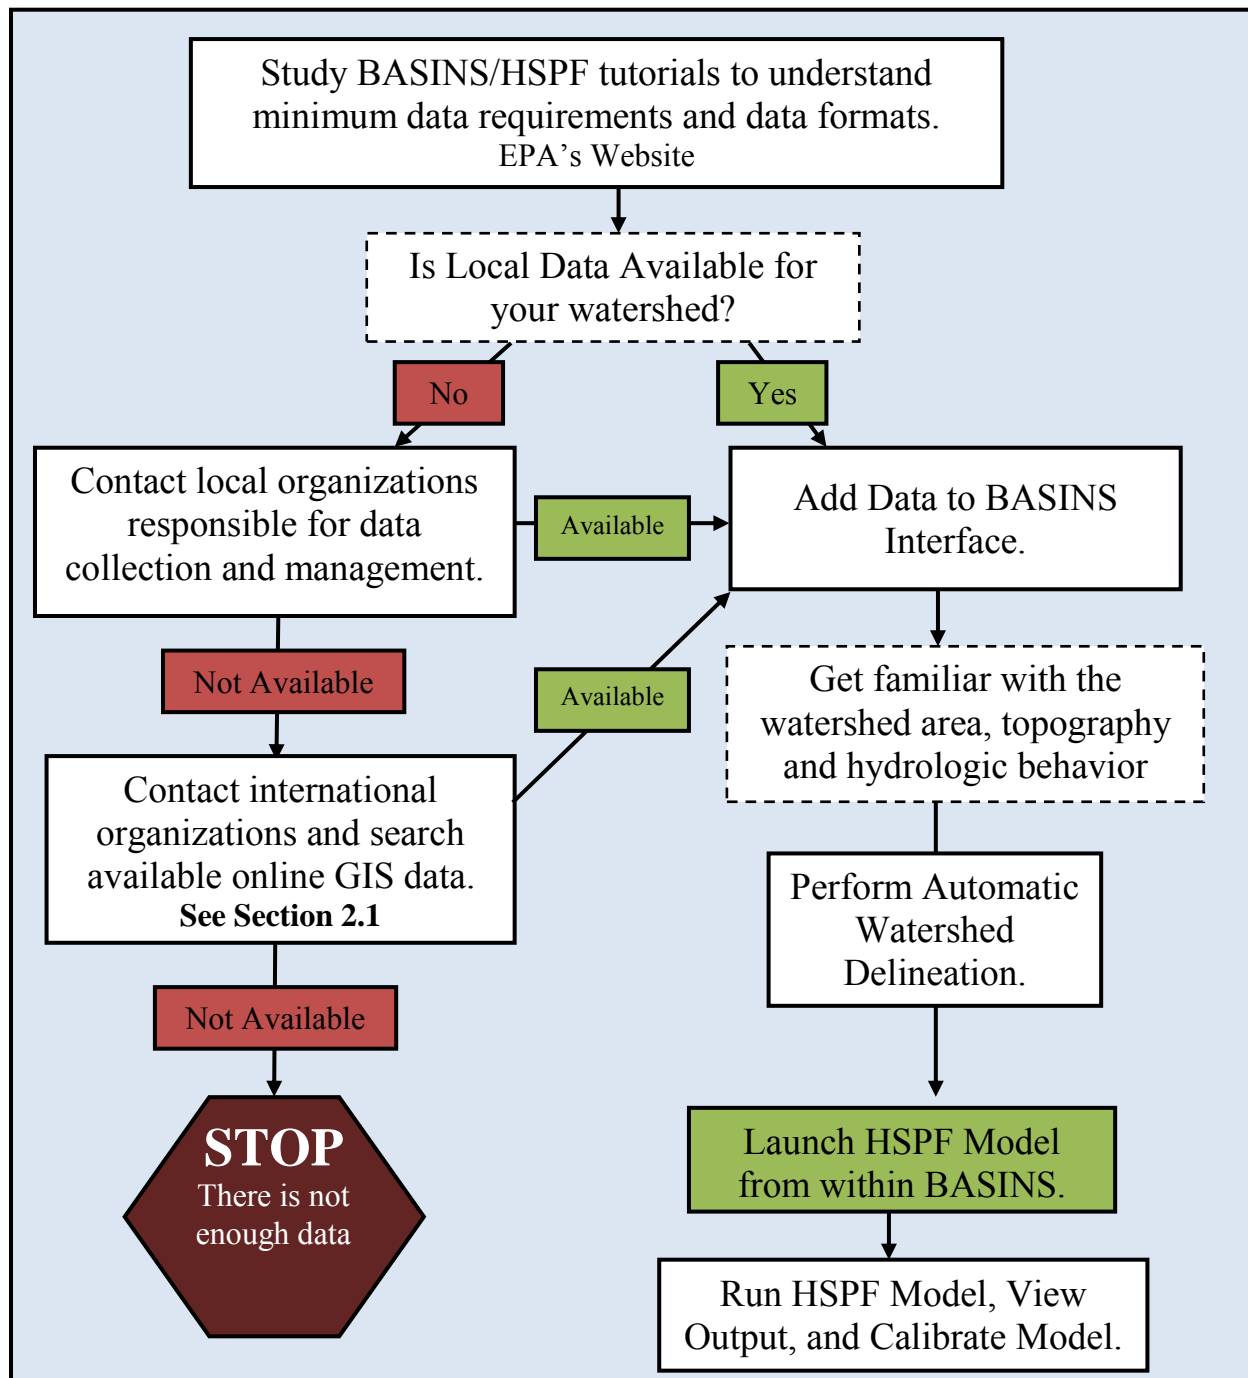 Study BASINS/HSPF tutorials to understand
minimum data requirements and data formats.
EPA's Website
Is Local Data Available for
your watershed?
No
Yes
Contact local organizations
responsible for data
collection and management.
Available
Add Data to BASINS
Interface.
Not Available
Available
Get familiar with the
watershed area, topography
and hydrologic behavior
Contact international
organizations and search
available online GIS data.
See Section 2.1
Perform Automatic
Watershed
Delineation.
Not Available
STOP
There is not
enough data
Launch HSPF Model
from within BASINS.
Run HSPF Model, View
Output, and Calibrate Model.